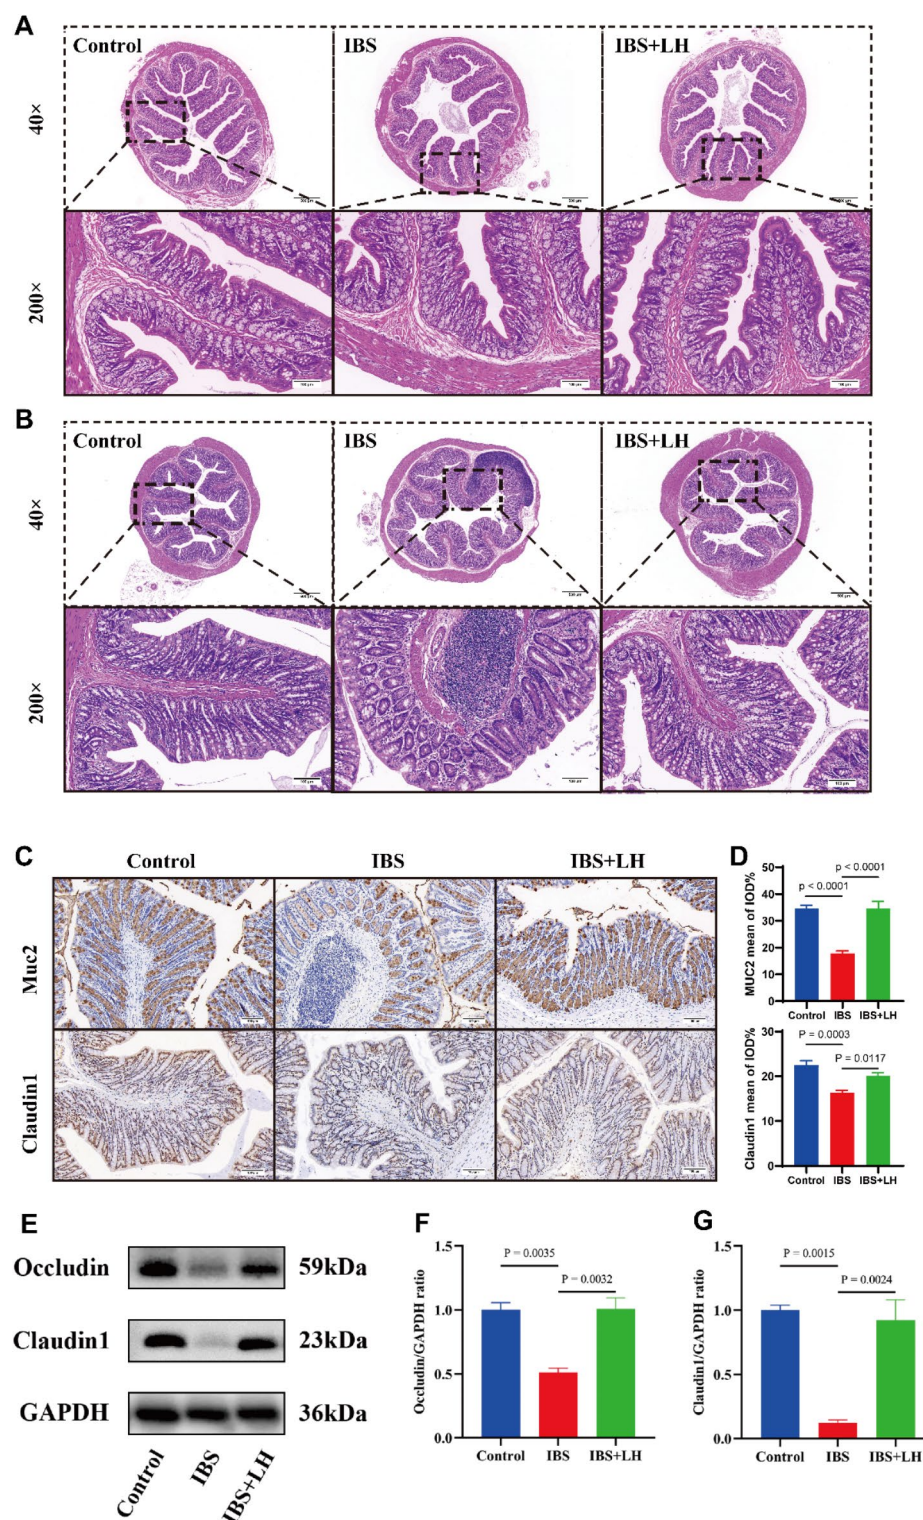 A
Control
IBS
IBS+LH
40×
200×
B
Control
IBS
IBS+LH
40×
200×
C
Control
IBS
IBS+LH
Muc2
Claudin1
D
MUC2 mean of IOD%
50
40
30
20
10
0
p < 0.0001
p < 0.0001
Control
IBS
IBS+LH
Claudin1 mean of IOD%
30
20
10
0
P = 0.0003
P = 0.0117
Control
IBS
IBS+LH
E
Occludin
59kDa
Claudin1
23kDa
GAPDH
36kDa
Control
IBS
IBS+LH
F
Occludin/GAPDH ratio
1.5
1.0
0.5
0.0
P = 0.0035
P = 0.0032
Control
IBS
IBS+LH
G
Claudin1/GAPDH ratio
1.5
1.0
0.5
0.0
P = 0.0015
P = 0.0024
Control
IBS
IBS+LH